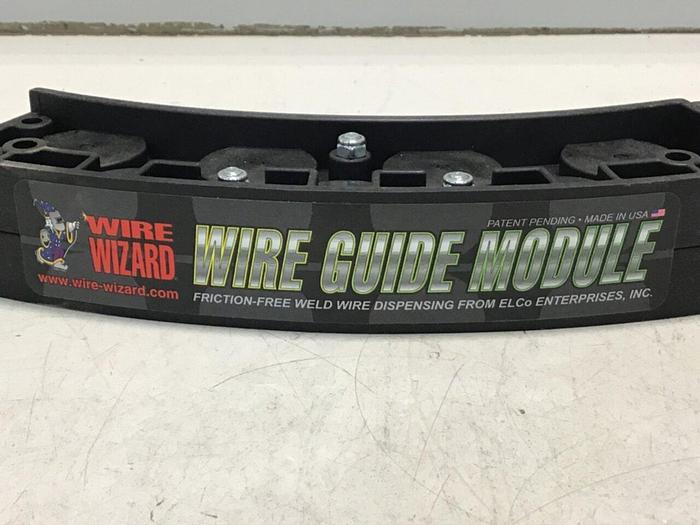 WIRE
WIZARD
www.wire-wizard.com
PATENT PENDING • MADE IN USA
WIRE GUIDE MODULE
FRICTION-FREE WELD WIRE DISPENSING FROM ELCo ENTERPRISES, INC.